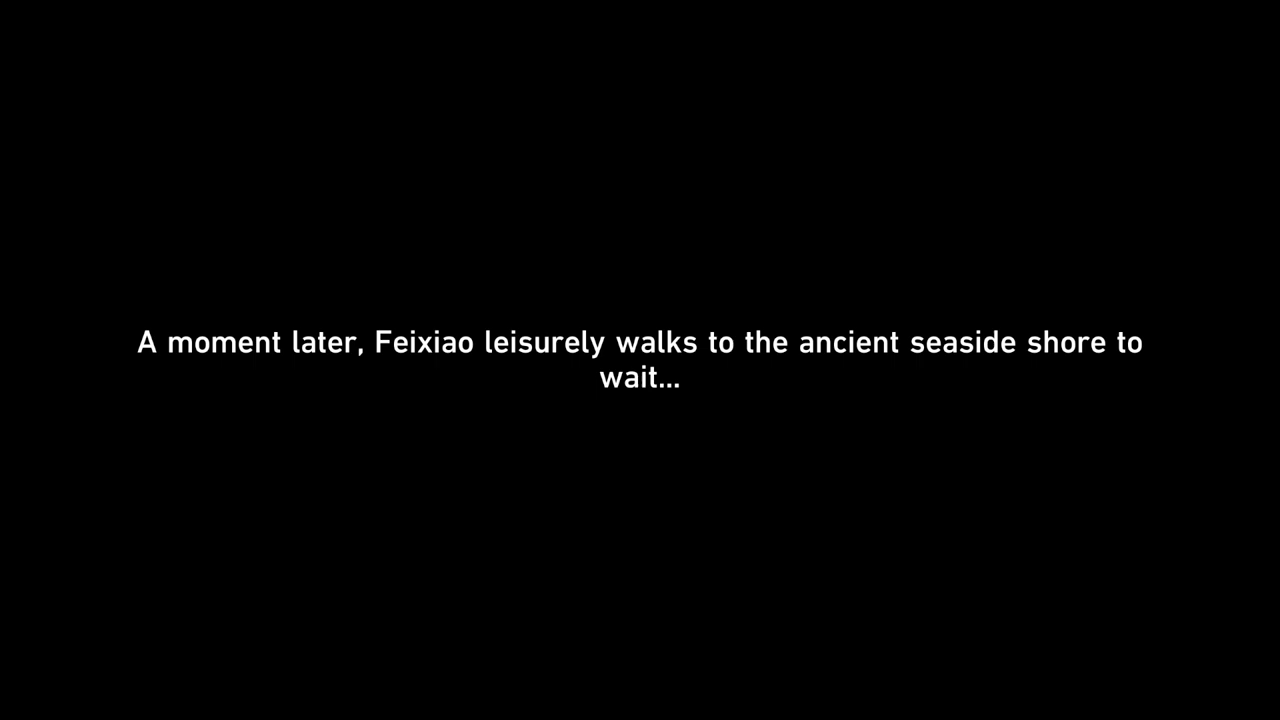 A moment later, Feixiao leisurely walks to the ancient seaside shore to
wait...